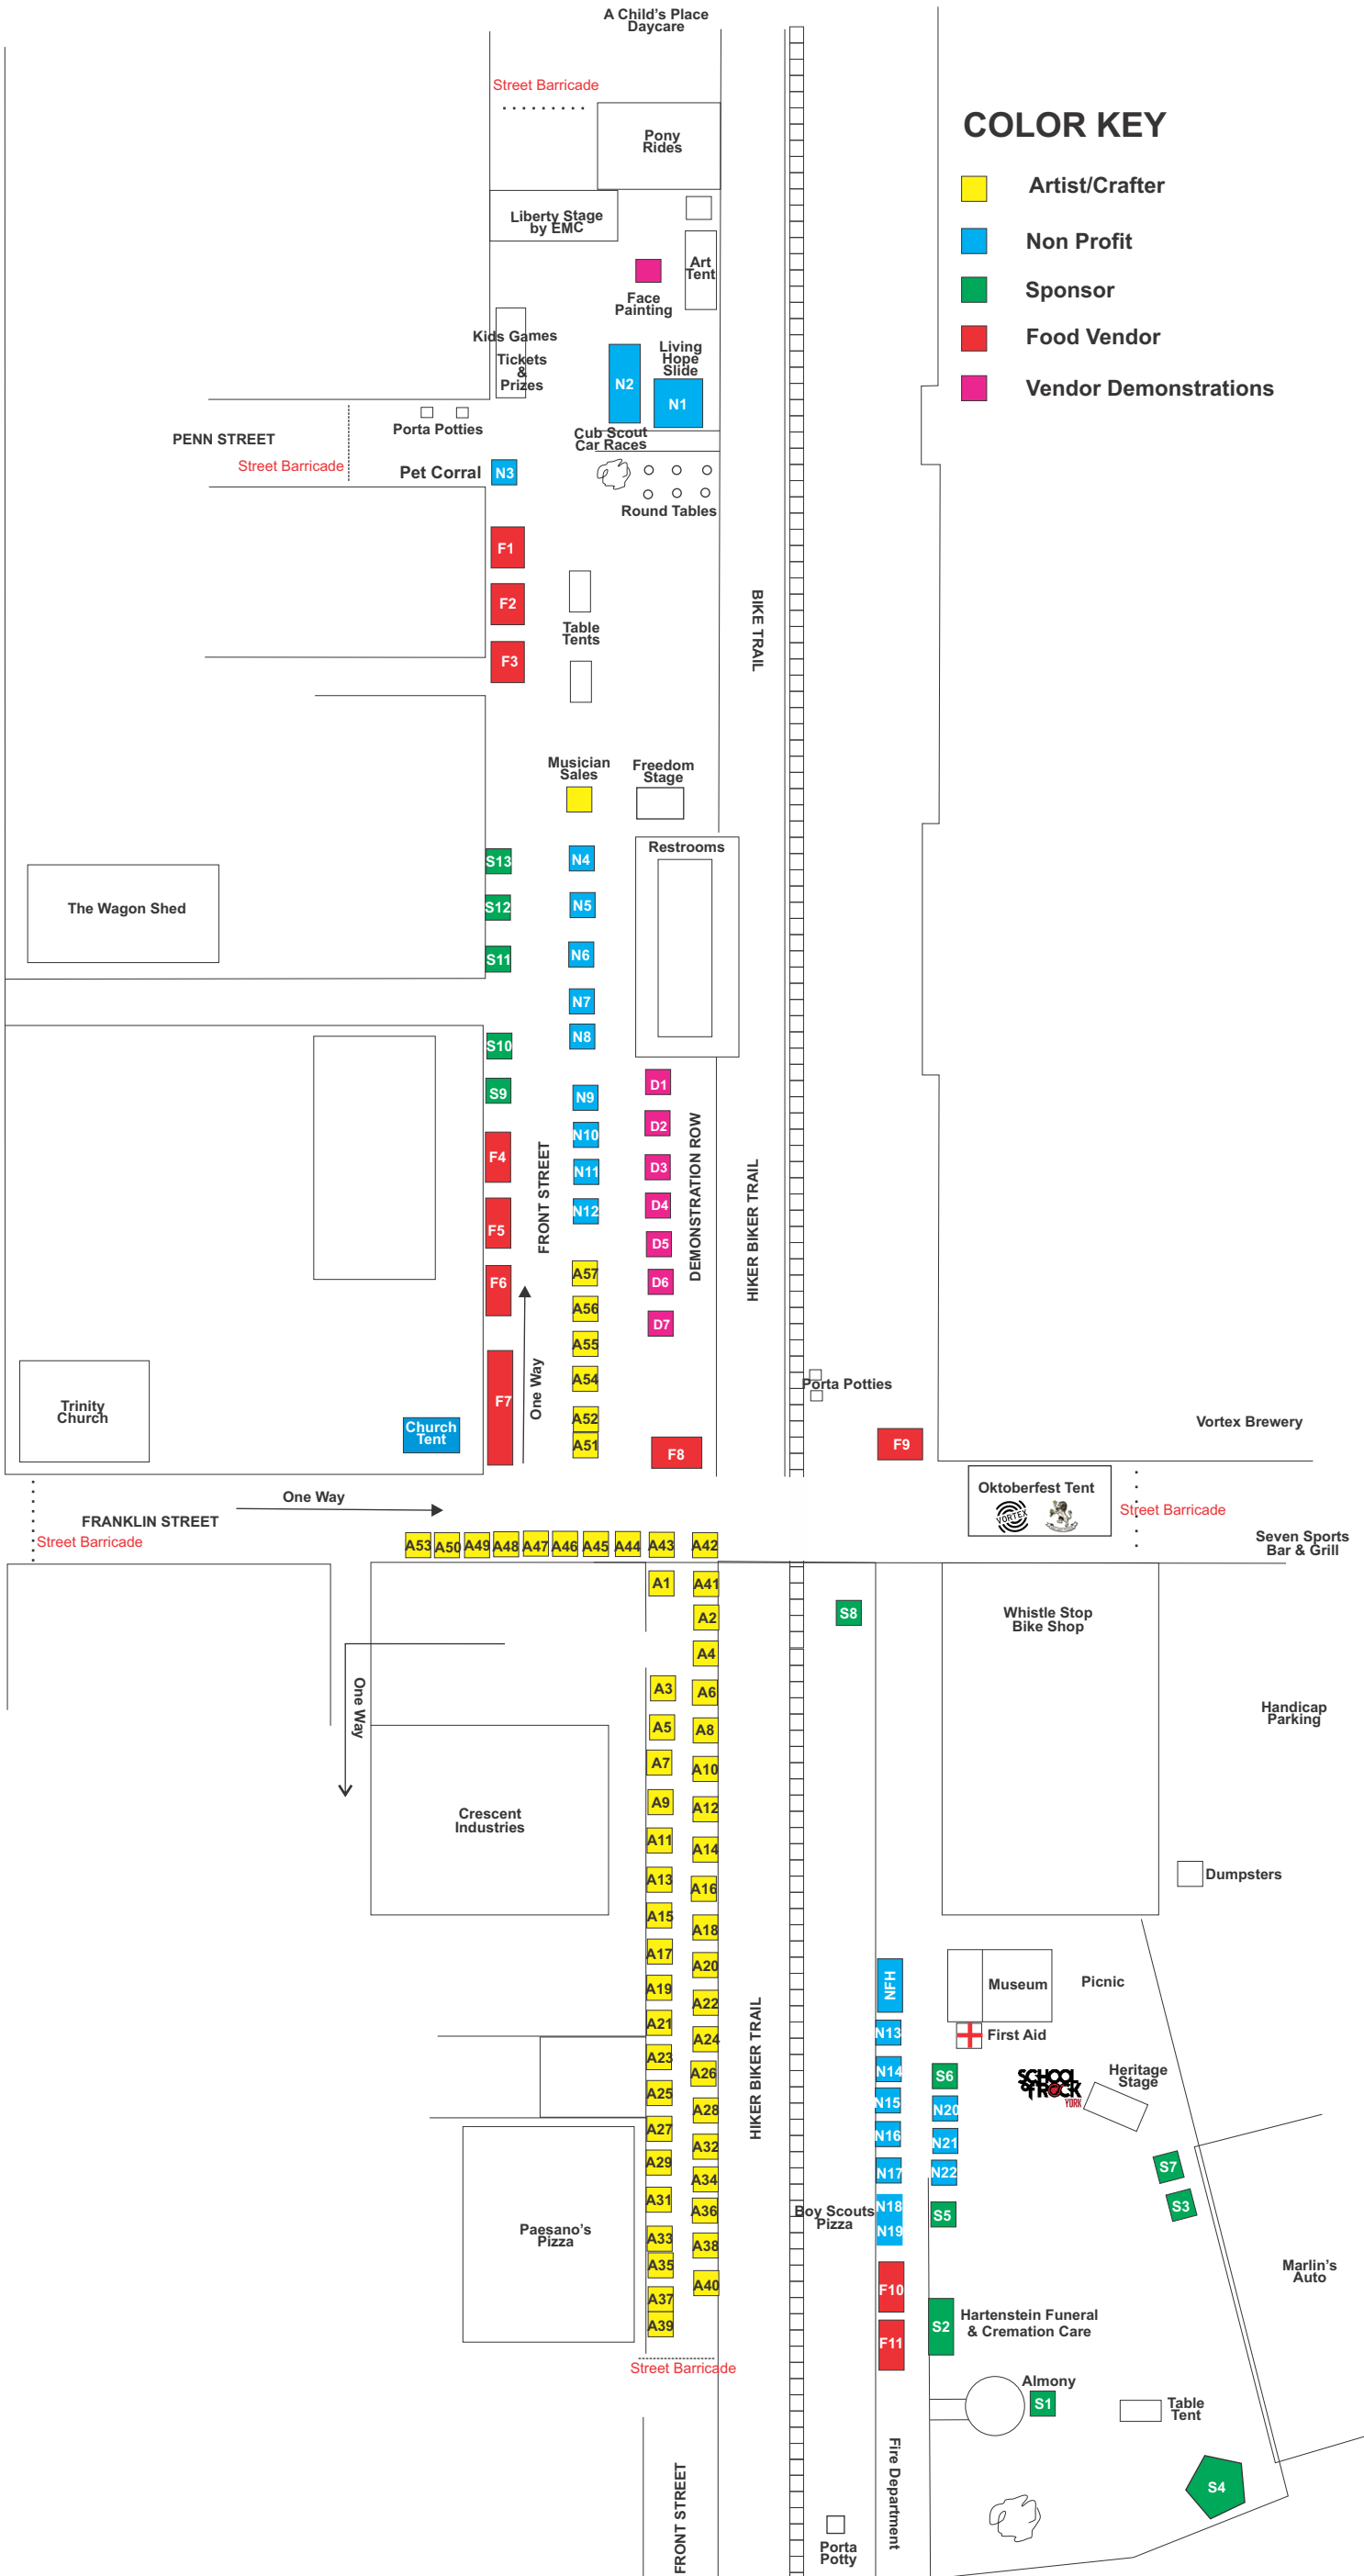 A Child's Place
Daycare
Street Barricade
COLOR KEY
Artist/Crafter
Non Profit
Sponsor
Food Vendor
Vendor Demonstrations
Pony
Rides
Liberty Stage
by EMC
Art
Tent
Face
Painting
Kids Games
Tickets
&
Prizes
Living
Hope
Slide
N2
N1
Porta Potties
Cub Scout
Car Races
PENN STREET
Street Barricade
Pet Corral
N3
Round Tables
F1
F2
F3
Table
Tents
BIKE TRAIL
Musician
Sales
Freedom
Stage
Restrooms
The Wagon Shed
S13
S12
S11
S10
S9
N4
N5
N6
N7
N8
N9
N10
N11
N12
D1
D2
D3
D4
D5
D6
D7
DEMONSTRATION ROW
HIKER BIKER TRAIL
FRONT STREET
F4
F5
F6
F7
One Way
A57
A56
A55
A54
A52
A51
Trinity
Church
Church
Tent
F8
Porta Potties
F9
Vortex Brewery
Oktoberfest Tent
VORTEX
Street Barricade
Seven Sports
Bar & Grill
One Way
FRANKLIN STREET
Street Barricade
A53
A50
A49
A48
A47
A46
A45
A44
A43
A42
A1
A41
A2
A4
A3
A6
A5
A8
A7
A10
A9
A12
A11
A14
A13
A16
A15
A18
A17
A20
A19
A22
A21
A24
A23
A26
A25
A28
A27
A32
A29
A34
A31
A36
A33
A38
A35
A40
A37
A39
Street Barricade
One Way
Crescent
Industries
Paesano's
Pizza
HIKER BIKER TRAIL
FRONT STREET
S8
Whistle Stop
Bike Shop
Handicap
Parking
Dumpsters
Museum
Picnic
First Aid
NFH
N13
N14
N15
N16
N17
N18
N19
Boy Scouts
Pizza
S6
N20
N21
N22
S5
SCHOOL
of ROCK
YORK
Heritage
Stage
S7
S3
Marlin's
Auto
F10
F11
S2
Hartenstein Funeral
& Cremation Care
Almony
S1
Table
Tent
S4
Fire Department
Porta
Potty